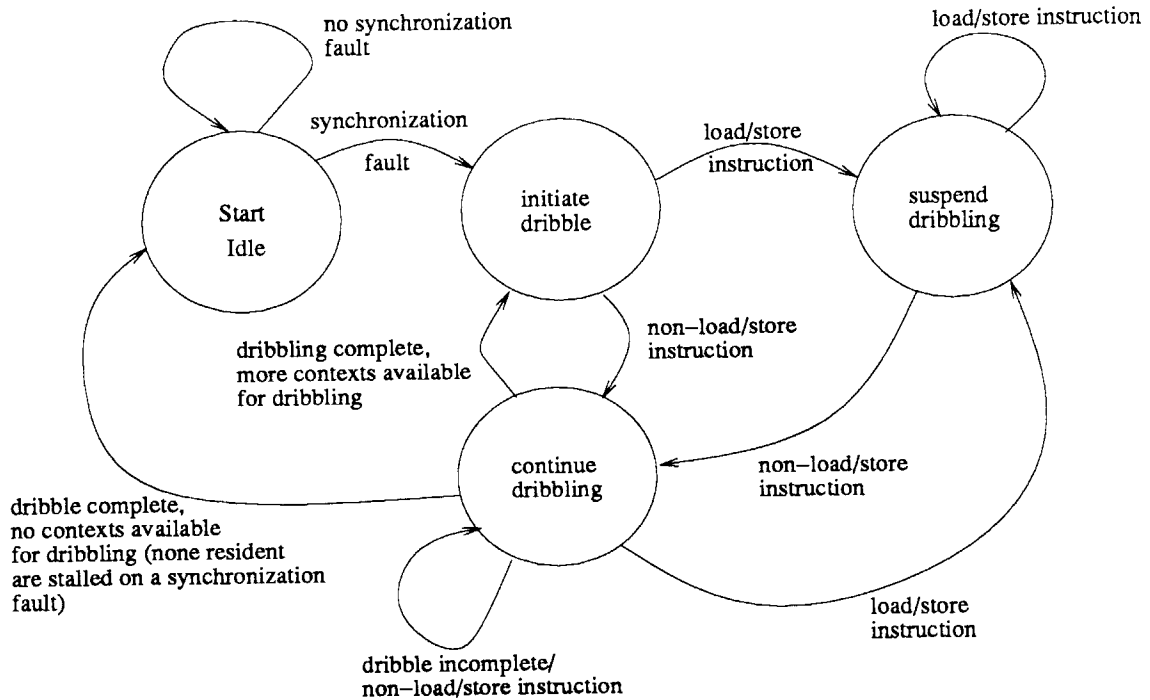 no synchronization
fault
load/store instruction
synchronization
fault
load/store
instruction
Start
Idle
initiate
dribble
suspend
dribbling
dribbling complete,
more contexts available
for dribbling
non-load/store
instruction
continue
dribbling
non-load/store
instruction
dribble complete,
no contexts available
for dribbling (none resident
are stalled on a synchronization
fault)
load/store
instruction
dribble incomplete/
non-load/store instruction